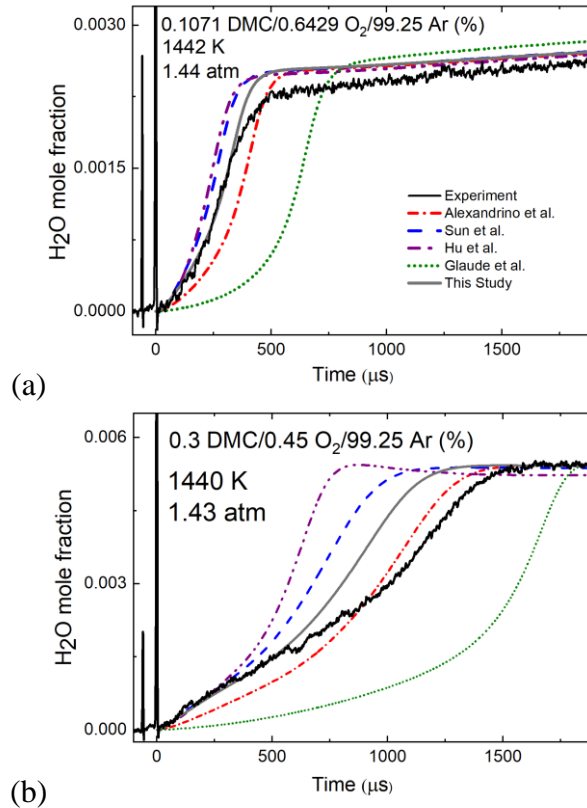 0.1071 DMC/0.6429 O₂/99.25 Ar (%)
1442 K
1.44 atm
0.0030
0.0015
0.0000
H₂O mole fraction
Experiment
Alexandrino et al.
Sun et al.
Hu et al.
Glaude et al.
This Study
0
500
1000
1500
Time (μs)
(a)
0.3 DMC/0.45 O₂/99.25 Ar (%)
1440 K
1.43 atm
0.006
0.003
0.000
H₂O mole fraction
0
500
1000
1500
Time (μs)
(b)